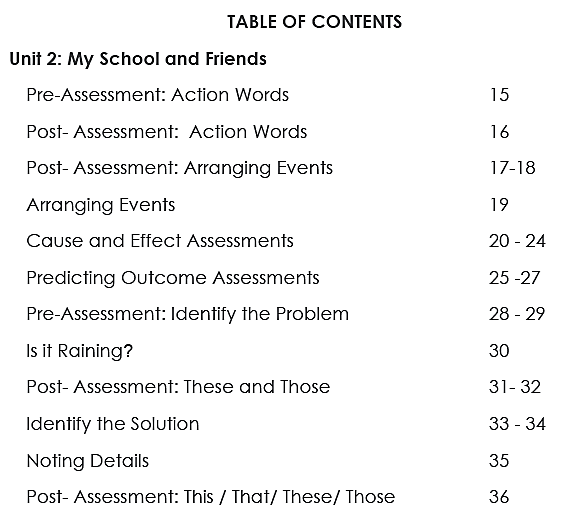 TABLE OF CONTENTS
Unit 2: My School and Friends
Pre-Assessment: Action Words 15
Post- Assessment:  Action Words 16
Post- Assessment: Arranging Events 17-18
Arranging Events 19
Cause and Effect Assessments 20 - 24
Predicting Outcome Assessments 25 -27
Pre-Assessment: Identify the Problem 28 - 29
Is it Raining? 30
Post- Assessment: These and Those 31- 32
Identify the Solution 33 - 34
Noting Details 35
Post- Assessment: This / That/ These/ Those 36